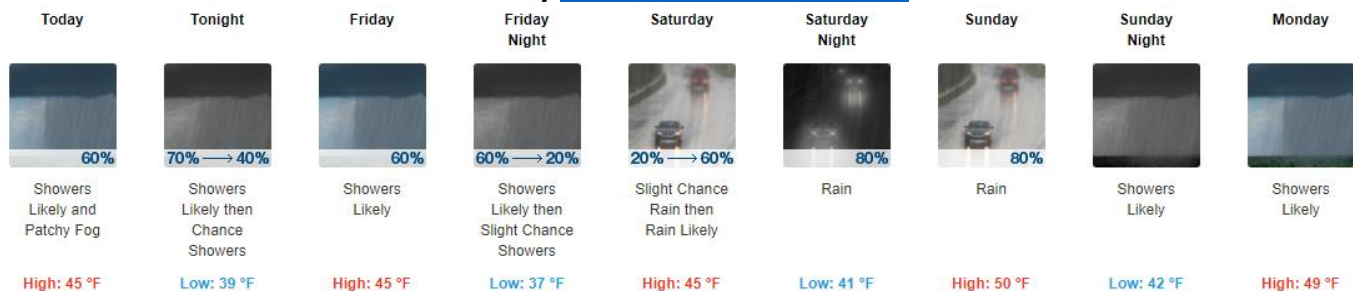 Today
Tonight
Friday
Friday
Night
Saturday
Saturday
Night
Sunday
Sunday
Night
Monday
60%
70% → 40%
60%
60% → 20%
20% → 60%
80%
80%
Showers
Likely and
Patchy Fog
Showers
Likely then
Chance
Showers
Showers
Likely
Showers
Likely then
Slight Chance
Showers
Slight Chance
Rain then
Rain Likely
Rain
Rain
Showers
Likely
Showers
Likely
High: 45 °F
Low: 39 °F
High: 45 °F
Low: 37 °F
High: 45 °F
Low: 41 °F
High: 50 °F
Low: 42 °F
High: 49 °F